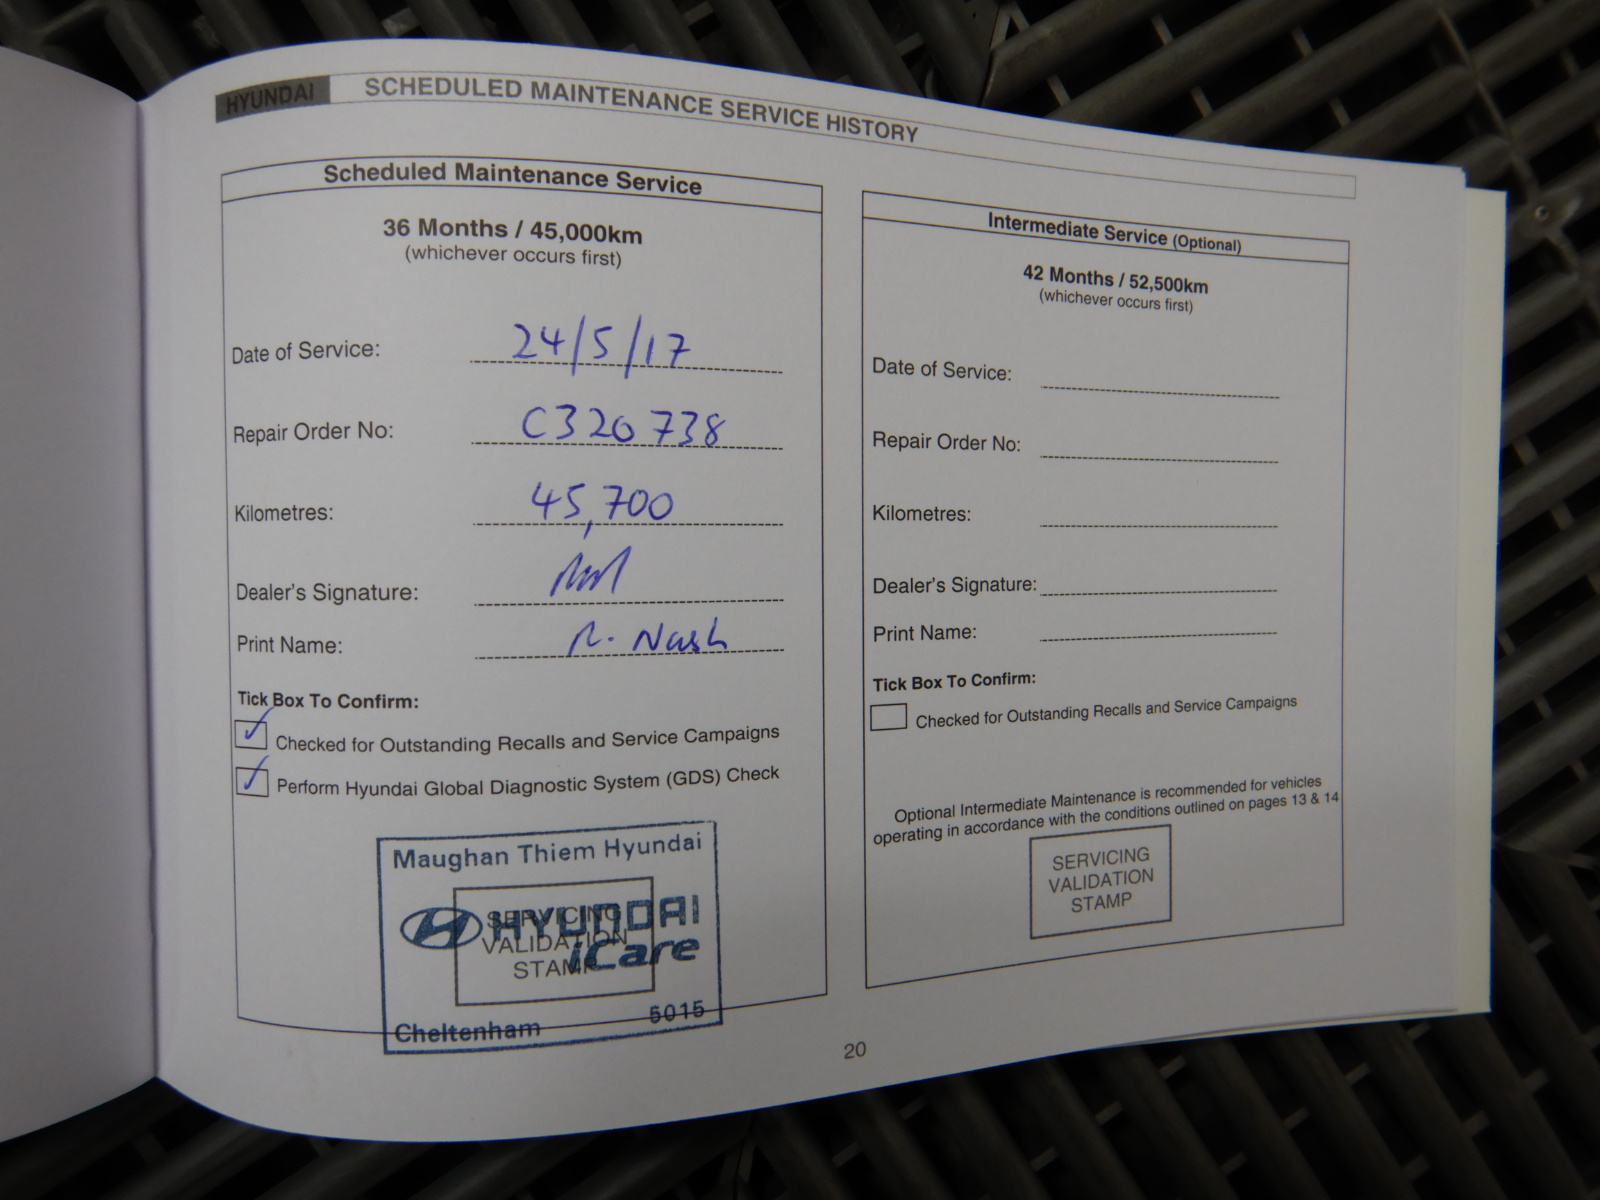 HYUNDAI SCHEDULED MAINTENANCE SERVICE HISTORY
Scheduled Maintenance Service
36 Months / 45,000km
(whichever occurs first)
Date of Service: 24/5/17
Repair Order No: C320738
Kilometres: 45,700
Dealer's Signature:
Print Name: R. Nash
Tick Box To Confirm:
Checked for Outstanding Recalls and Service Campaigns
Perform Hyundai Global Diagnostic System (GDS) Check
Maughan Thiem Hyundai
HYUNDAI
iCare
SERVICING
VALIDATION
STAMP
Cheltenham 5015
Intermediate Service (Optional)
42 Months / 52,500km
(whichever occurs first)
Date of Service:
Repair Order No:
Kilometres:
Dealer's Signature:
Print Name:
Tick Box To Confirm:
Checked for Outstanding Recalls and Service Campaigns
Optional Intermediate Maintenance is recommended for vehicles
operating in accordance with the conditions outlined on pages 13 & 14
SERVICING
VALIDATION
STAMP
20